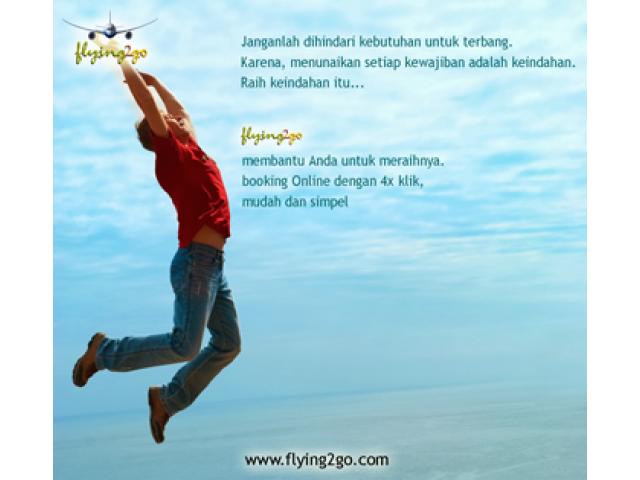 flying2go
Janganlah dihindari kebutuhan untuk terbang.
Karena, menunaikan setiap kewajiban adalah keindahan.
Raih keindahan itu...
flying2go
membantu Anda untuk meraihnya.
booking Online dengan 4x klik,
mudah dan simpel
www.flying2go.com